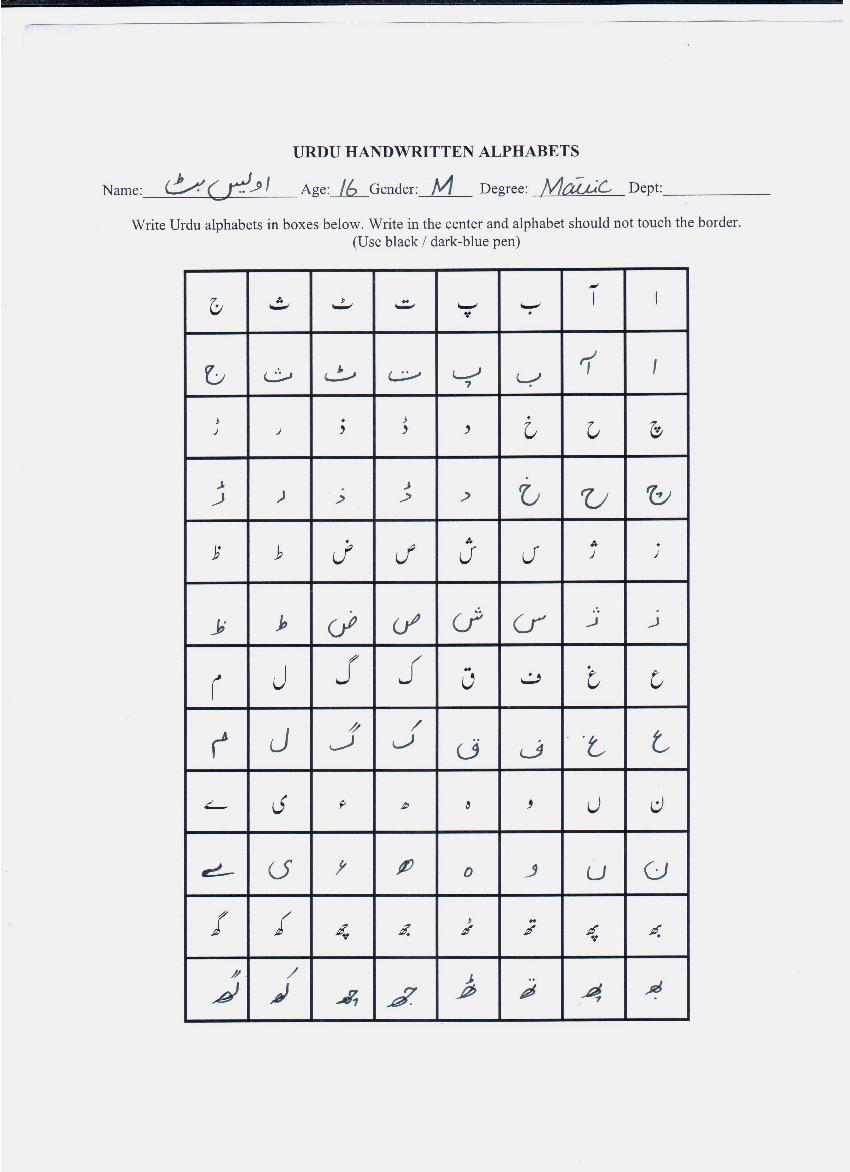 URDU HANDWRITTEN ALPHABETS
Name: اویس بٹ Age: 16 Gender: M Degree: Matric Dept:
Write Urdu alphabets in boxes below. Write in the center and alphabet should not touch the border.
(Use black / dark-blue pen)
ا آ ب پ ت ٹ ث ج
ا آ ب پ ت ٹ ث ج
چ ح خ د ڈ ذ ر ڑ
چ ح خ د ڈ ذ ر ڑ
ز ژ س ش ص ض ط ظ
ز ژ س ش ص ض ط ظ
ع غ ف ق ک گ ل م
ع غ ف ق ک گ ل م
ن ں و ہ ھ ء ی ے
ن ں و ہ ھ ء ی ے
بھ پھ تھ ٹھ جھ چھ کھ گھ
بھ پھ تھ ٹھ جھ چھ کھ گھ